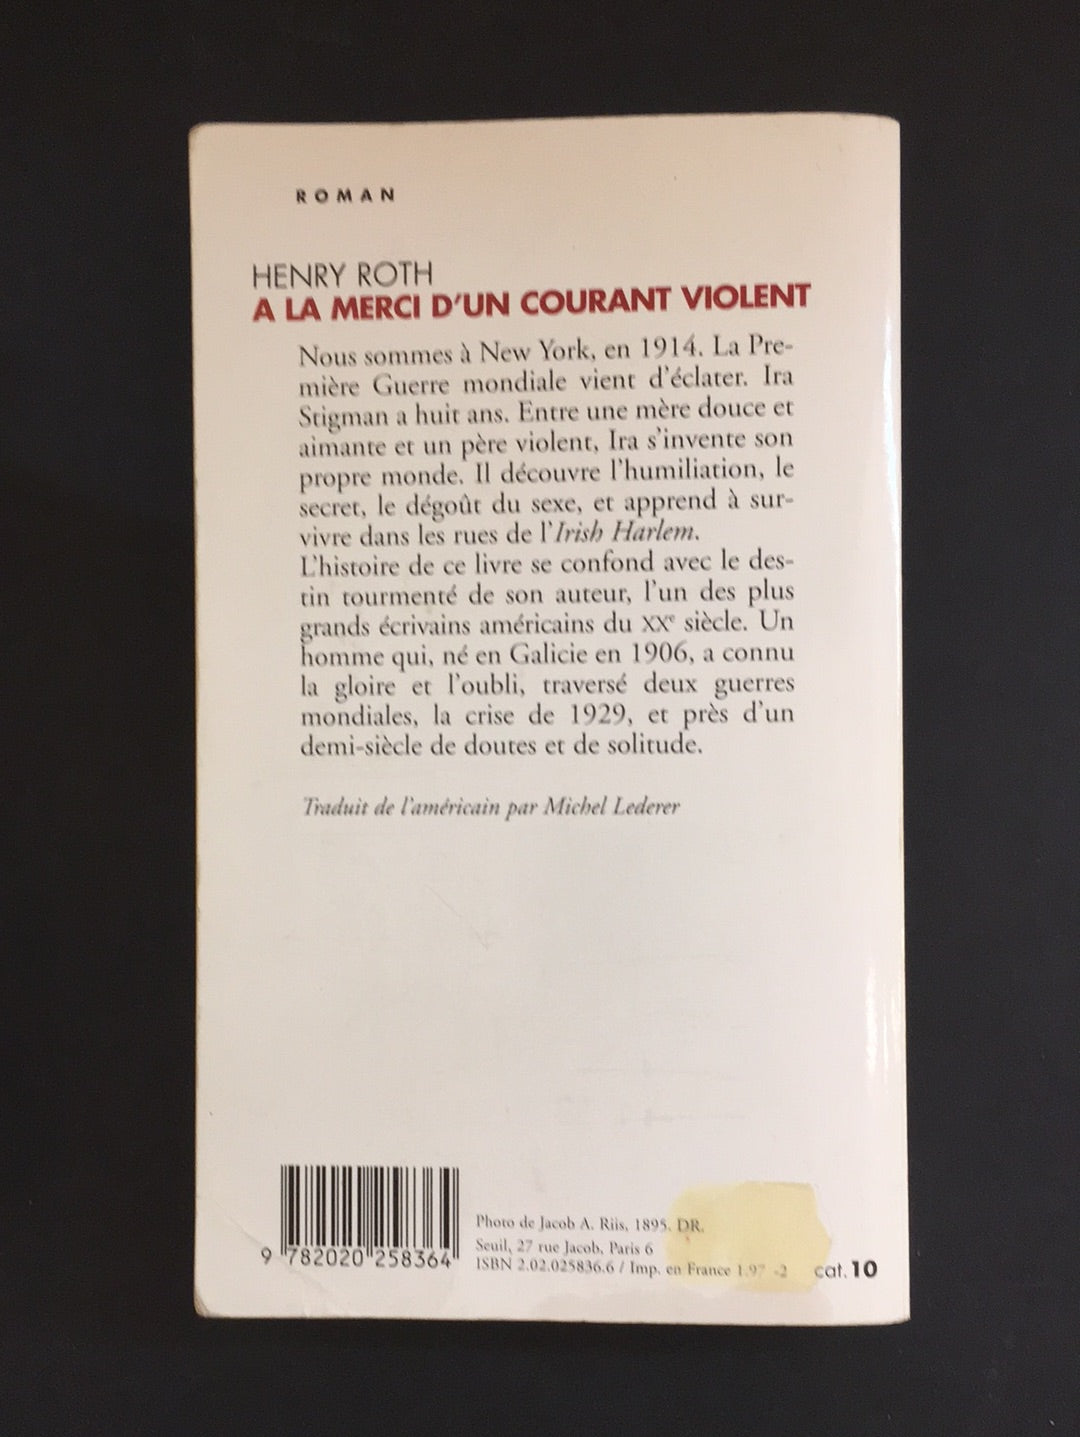 ROMAN
HENRY ROTH
A LA MERCI D'UN COURANT VIOLENT
Nous sommes à New York, en 1914. La Pre-
mière Guerre mondiale vient d'éclater. Ira
Stigman a huit ans. Entre une mère douce et
aimante et un père violent, Ira s'invente son
propre monde. Il découvre l'humiliation, le
secret, le dégoût du sexe, et apprend à sur-
vivre dans les rues de l'Irish Harlem.
L'histoire de ce livre se confond avec le des-
tin tourmenté de son auteur, l'un des plus
grands écrivains américains du XXe siècle. Un
homme qui, né en Galicie en 1906, a connu
la gloire et l'oubli, traversé deux guerres
mondiales, la crise de 1929, et près d'un
demi-siècle de doutes et de solitude.
Traduit de l'américain par Michel Lederer
9 782020 258364
Photo de Jacob A. Riis, 1895. DR.
Seuil, 27 rue Jacob, Paris 6
ISBN 2.02.025836.6 / Imp. en France 1.97 -2
cat. 10